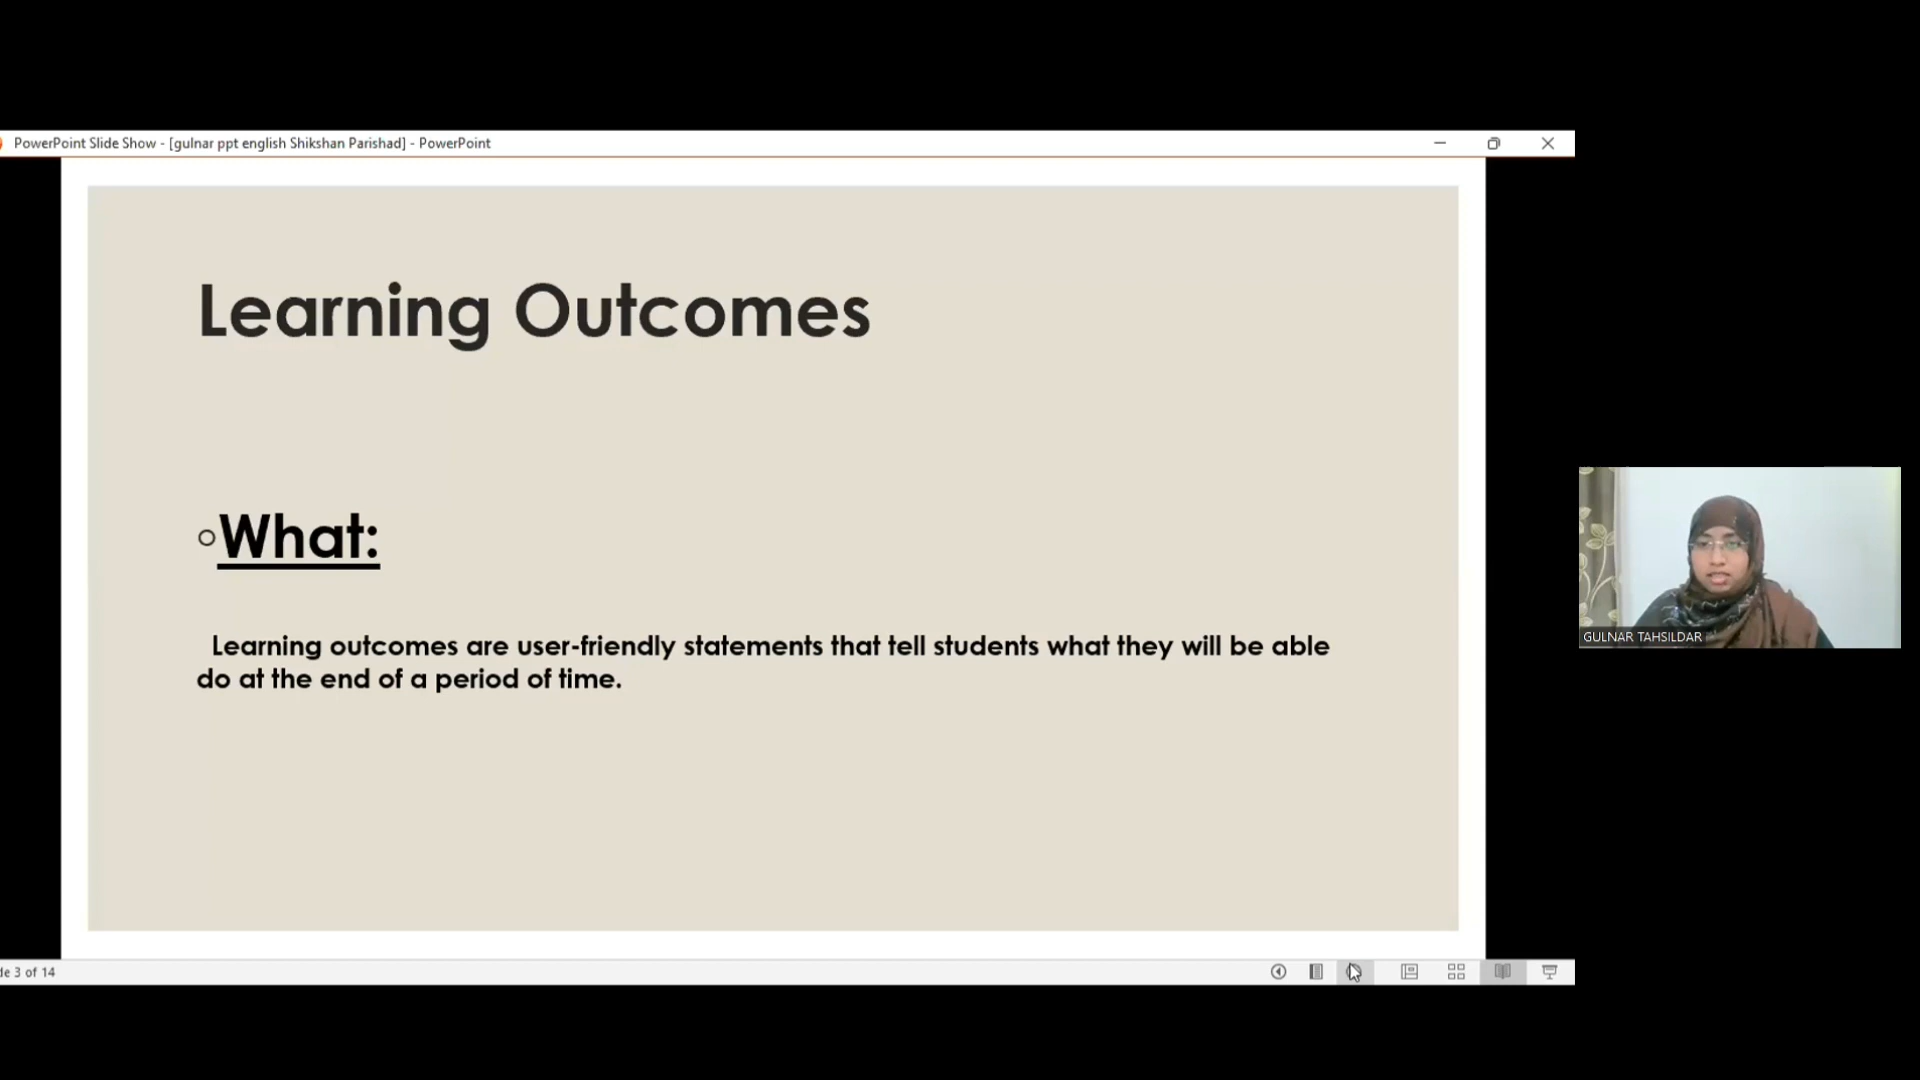 PowerPoint Slide Show - [gulnar ppt english Shikshan Parishad] - PowerPoint
Learning Outcomes
What:
Learning outcomes are user-friendly statements that tell students what they will be able
do at the end of a period of time.
GULNAR TAHSILDAR
de 3 of 14